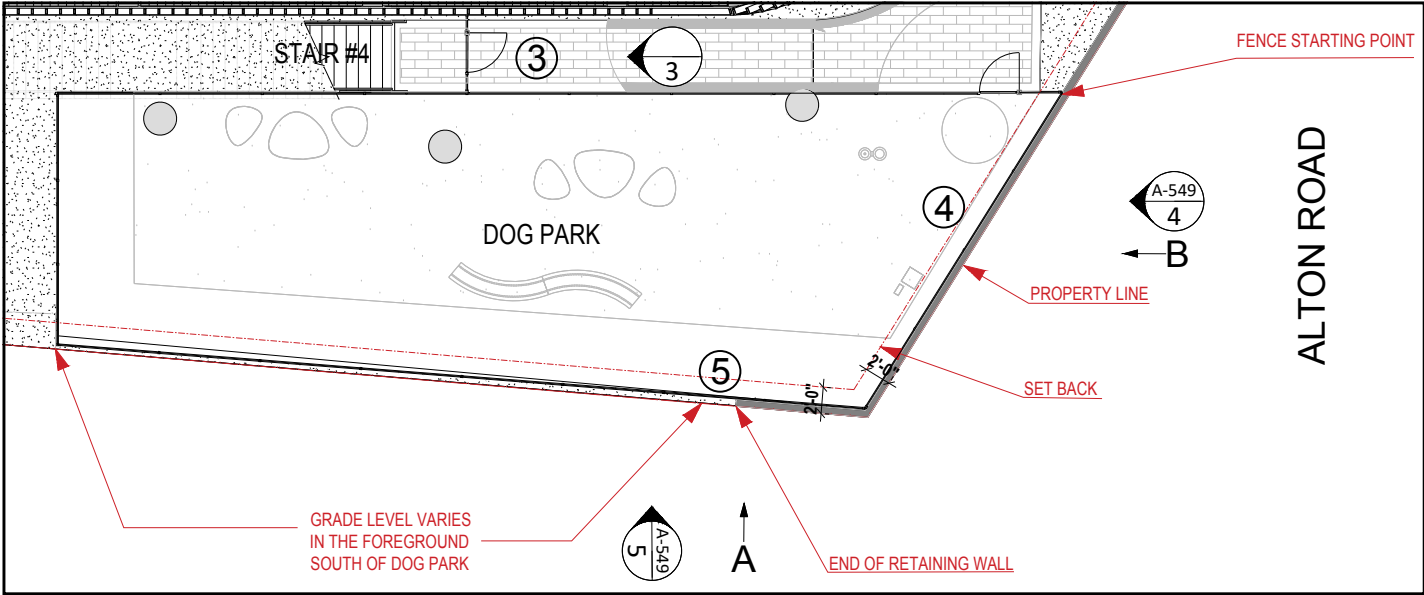 FENCE STARTING POINT
STAIR #4
3
3
ALTON ROAD
A-549
4
4
B
DOG PARK
PROPERTY LINE
SET BACK
2'-0"
2'-0"
5
GRADE LEVEL VARIES
IN THE FOREGROUND
SOUTH OF DOG PARK
A-549
5
A
END OF RETAINING WALL